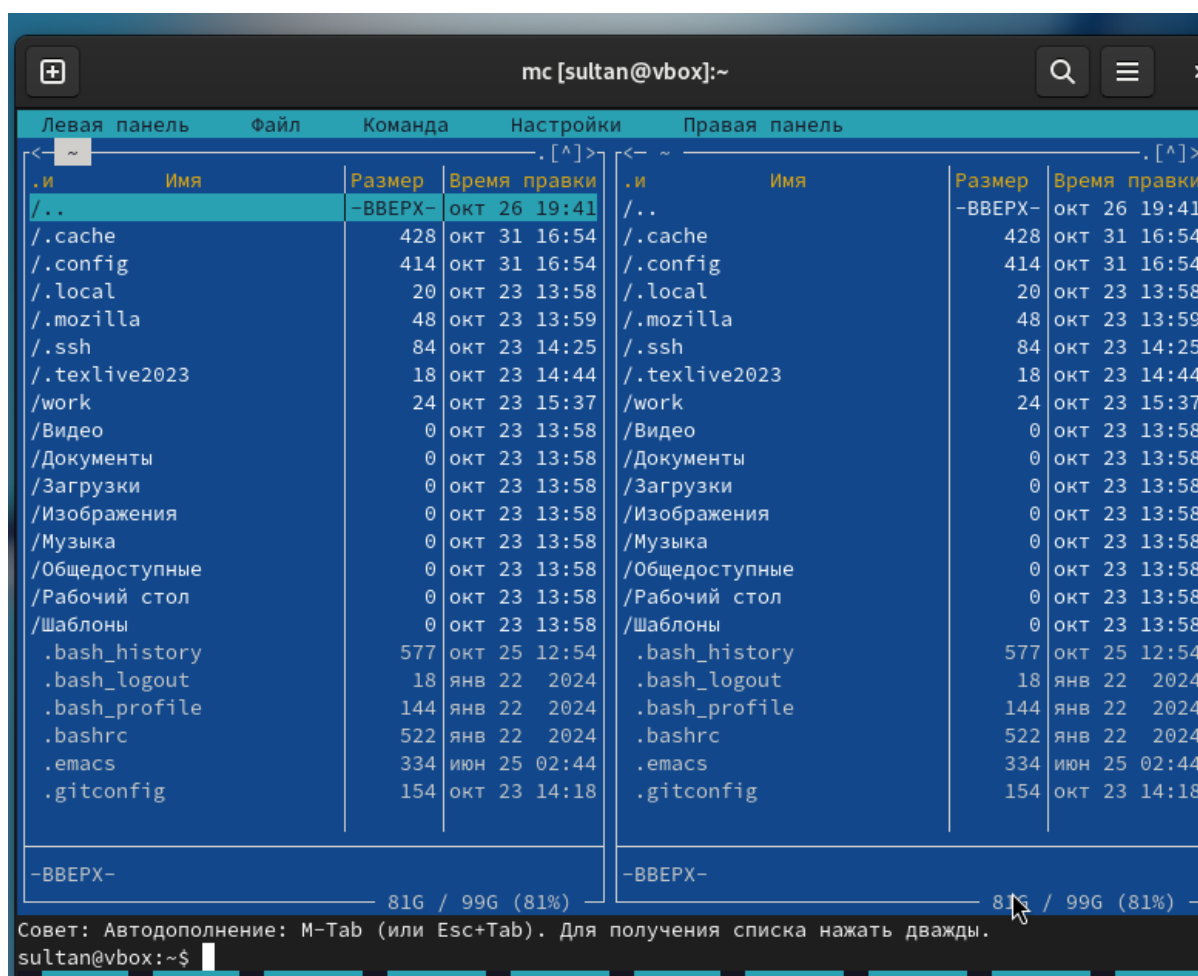 mc [sultan@vbox]:~
Левая панель Файл Команда Настройки Правая панель
<- ~ .[^]> <- ~ .[^]>
.и Имя Размер Время правки .и Имя Размер Время правки
/.. -ВВЕРХ- окт 26 19:41 /.. -ВВЕРХ- окт 26 19:41
/.cache 428 окт 31 16:54 /.cache 428 окт 31 16:54
/.config 414 окт 31 16:54 /.config 414 окт 31 16:54
/.local 20 окт 23 13:58 /.local 20 окт 23 13:58
/.mozilla 48 окт 23 13:59 /.mozilla 48 окт 23 13:59
/.ssh 84 окт 23 14:25 /.ssh 84 окт 23 14:25
/.texlive2023 18 окт 23 14:44 /.texlive2023 18 окт 23 14:44
/work 24 окт 23 15:37 /work 24 окт 23 15:37
/Видео 0 окт 23 13:58 /Видео 0 окт 23 13:58
/Документы 0 окт 23 13:58 /Документы 0 окт 23 13:58
/Загрузки 0 окт 23 13:58 /Загрузки 0 окт 23 13:58
/Изображения 0 окт 23 13:58 /Изображения 0 окт 23 13:58
/Музыка 0 окт 23 13:58 /Музыка 0 окт 23 13:58
/Общедоступные 0 окт 23 13:58 /Общедоступные 0 окт 23 13:58
/Рабочий стол 0 окт 23 13:58 /Рабочий стол 0 окт 23 13:58
/Шаблоны 0 окт 23 13:58 /Шаблоны 0 окт 23 13:58
.bash_history 577 окт 25 12:54 .bash_history 577 окт 25 12:54
.bash_logout 18 янв 22 2024 .bash_logout 18 янв 22 2024
.bash_profile 144 янв 22 2024 .bash_profile 144 янв 22 2024
.bashrc 522 янв 22 2024 .bashrc 522 янв 22 2024
.emacs 334 июн 25 02:44 .emacs 334 июн 25 02:44
.gitconfig 154 окт 23 14:18 .gitconfig 154 окт 23 14:18
-ВВЕРХ- -ВВЕРХ-
81G / 99G (81%) 81G / 99G (81%)
Совет: Автодополнение: M-Tab (или Esc+Tab). Для получения списка нажать дважды.
sultan@vbox:~$